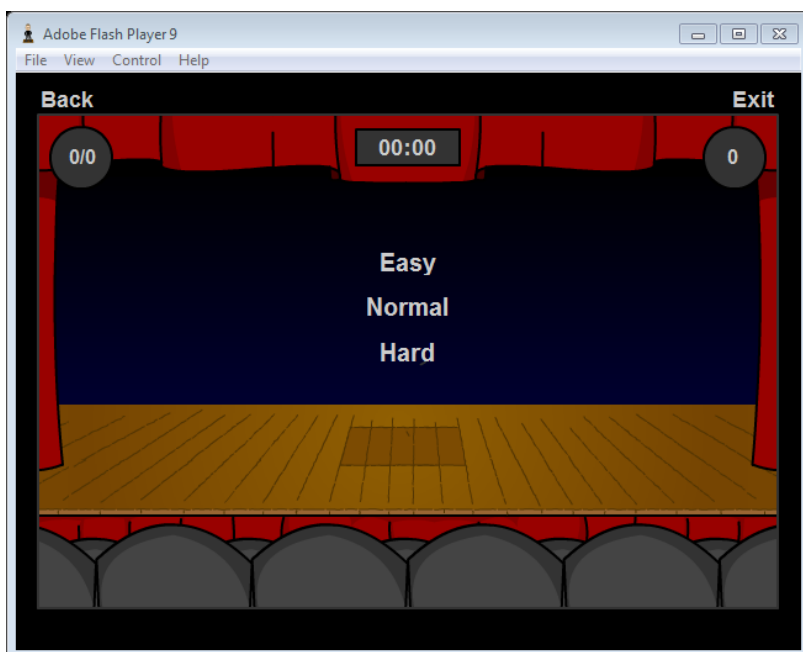 Adobe Flash Player 9
File View Control Help
Back Exit
0/0 00:00 0
Easy
Normal
Hard